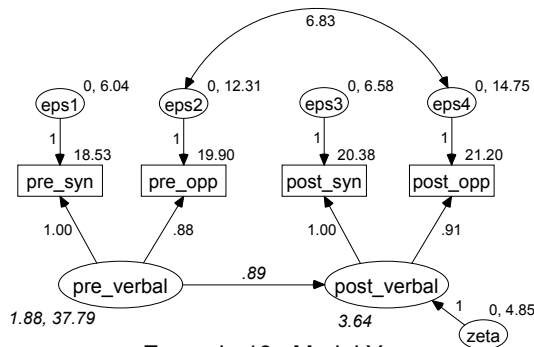 6.83
0, 6.04
0, 12.31
0, 6.58
0, 14.75
eps1
eps2
eps3
eps4
1
1
1
1
18.53
19.90
20.38
21.20
pre_syn
pre_opp
post_syn
post_opp
1.00
.88
1.00
.91
.89
pre_verbal
post_verbal
1
0, 4.85
1.88, 37.79
3.64
zeta